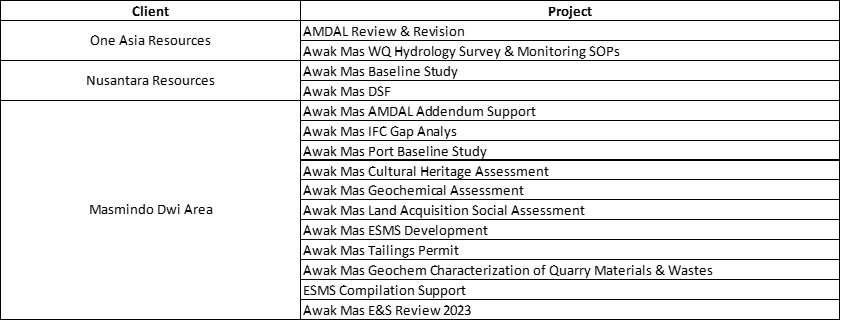 Client Project
One Asia Resources
AMDAL Review & Revision
Awak Mas WQ Hydrology Survey & Monitoring SOPs
Nusantara Resources
Awak Mas Baseline Study
Awak Mas DSF
Masmindo Dwi Area
Awak Mas AMDAL Addendum Support
Awak Mas IFC Gap Analys
Awak Mas Port Baseline Study
Awak Mas Cultural Heritage Assessment
Awak Mas Geochemical Assessment
Awak Mas Land Acquisition Social Assessment
Awak Mas ESMS Development
Awak Mas Tailings Permit
Awak Mas Geochem Characterization of Quarry Materials & Wastes
ESMS Compilation Support
Awak Mas E&S Review 2023